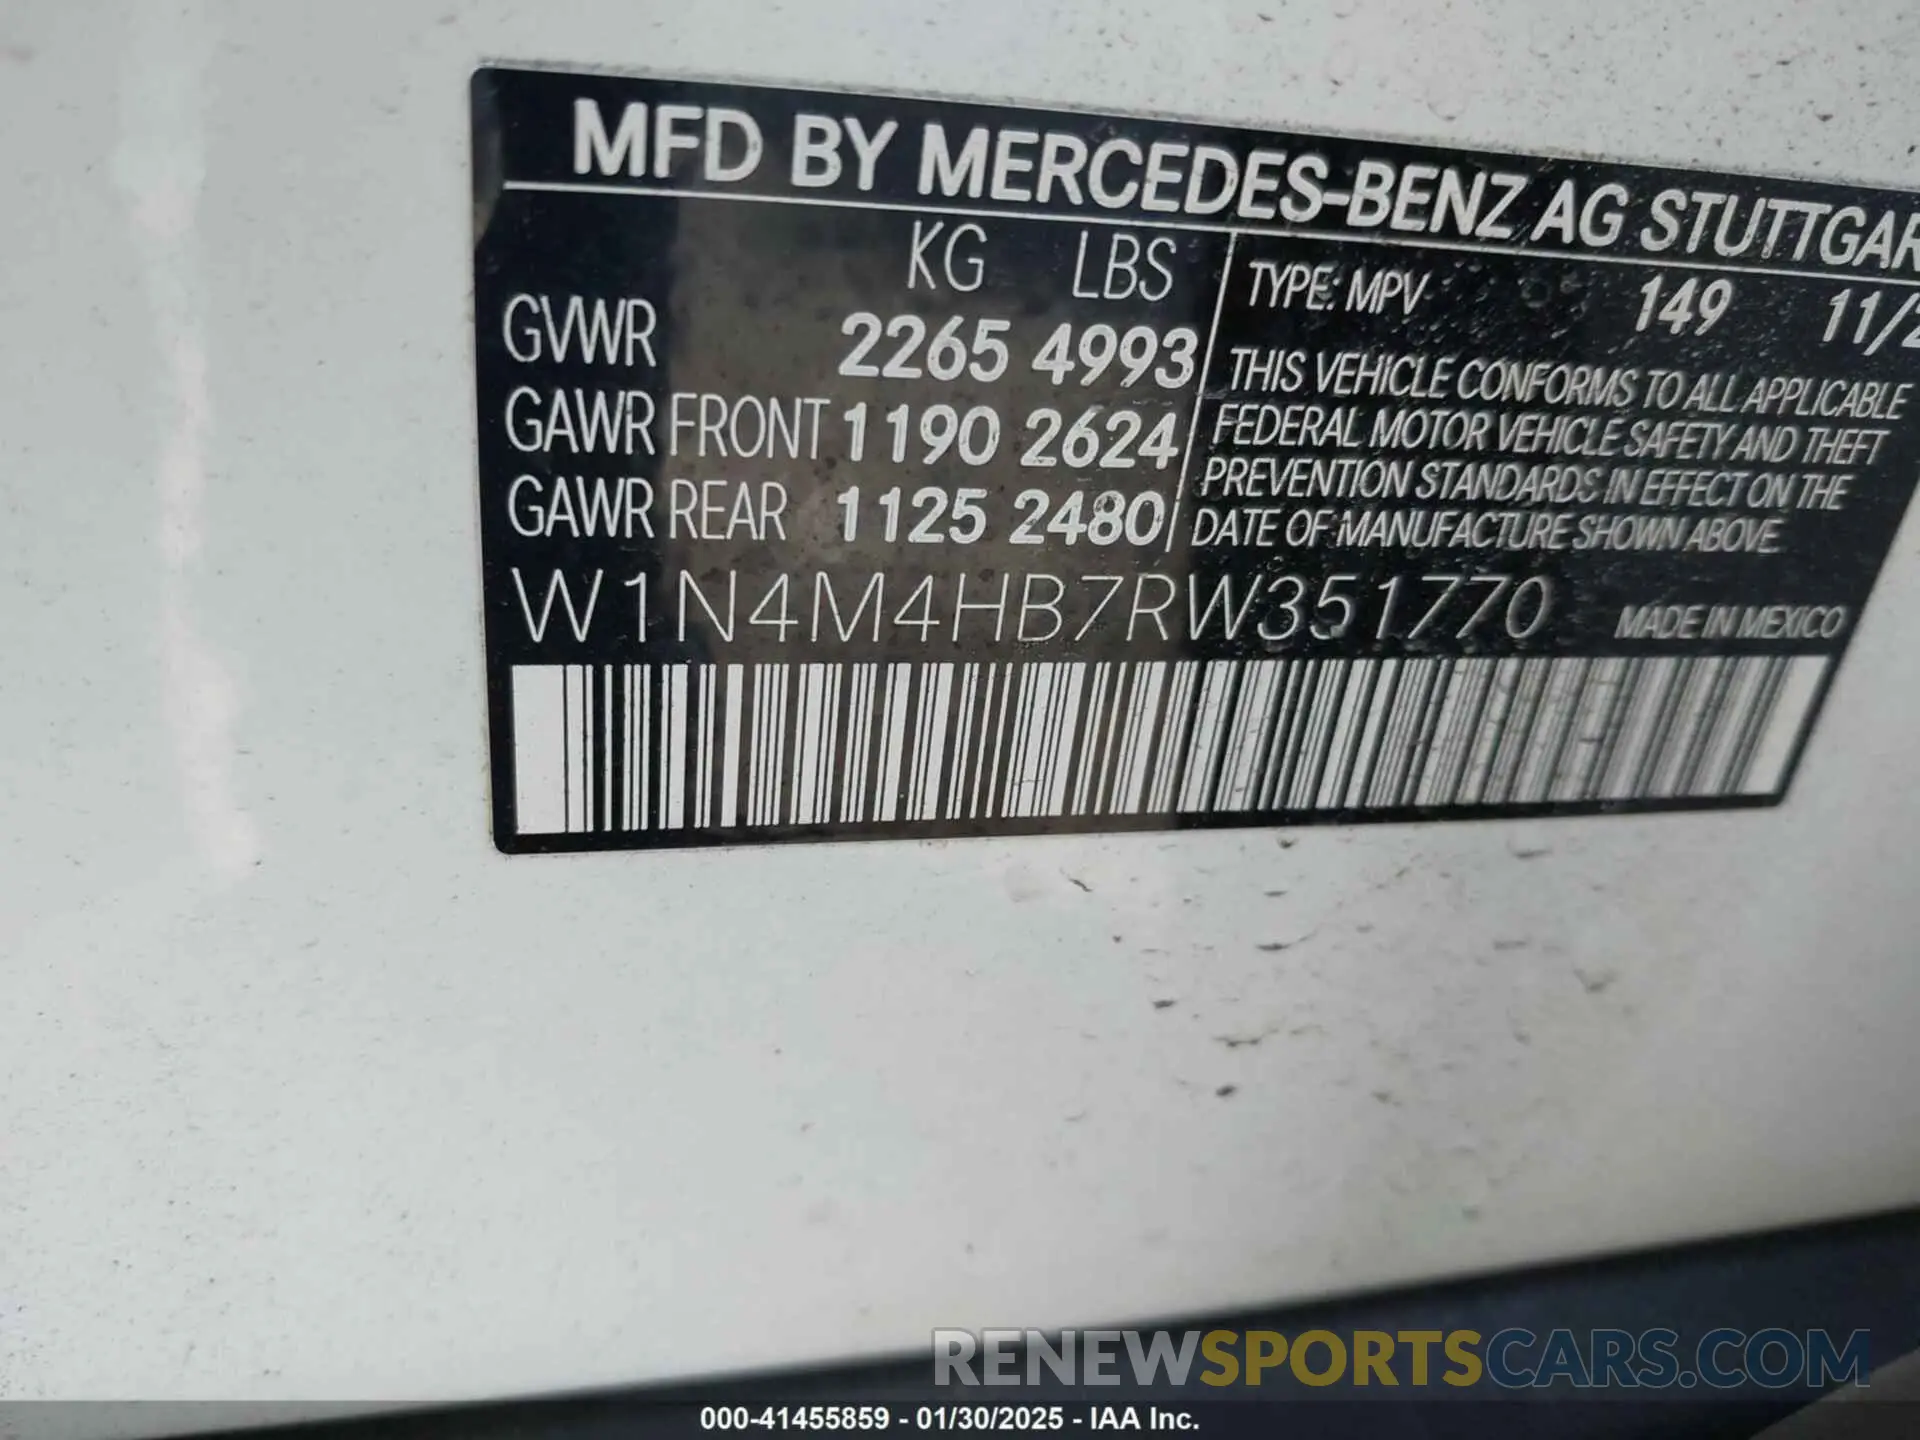 MFD BY MERCEDES-BENZ AG STUTTGAR
KG LBS
GVWR 2265 4993
GAWR FRONT 1190 2624
GAWR REAR 1125 2480
TYPE: MPV 149 11/2
THIS VEHICLE CONFORMS TO ALL APPLICABLE
FEDERAL MOTOR VEHICLE SAFETY AND THEFT
PREVENTION STANDARDS IN EFFECT ON THE
DATE OF MANUFACTURE SHOWN ABOVE.
W1N4M4HB7RW351770 MADE IN MEXICO
RENEWSPORTSCARS.COM
000-41455859 - 01/30/2025 - IAA Inc.